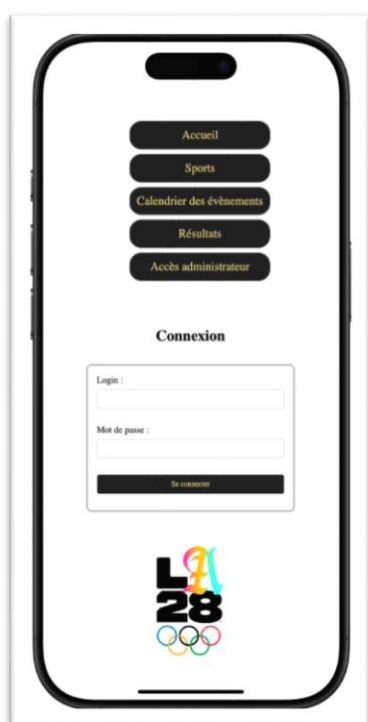 Accueil
Sports
Calendrier des évènements
Résultats
Accès administrateur
Connexion
Login :
Mot de passe :
Se connecter
LA
28